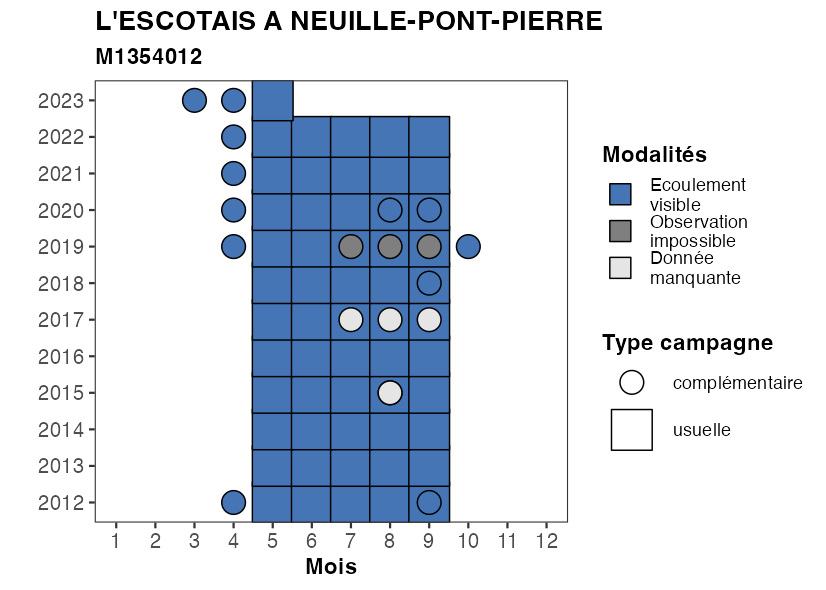 L'ESCOTAIS A NEUILLE-PONT-PIERRE
M1354012
2023
2022
2021
2020
2019
2018
2017
2016
2015
2014
2013
2012
1 2 3 4 5 6 7 8 9 10 11 12
Mois
Modalités
Ecoulement
visible
Observation
impossible
Donnée
manquante
Type campagne
complémentaire
usuelle